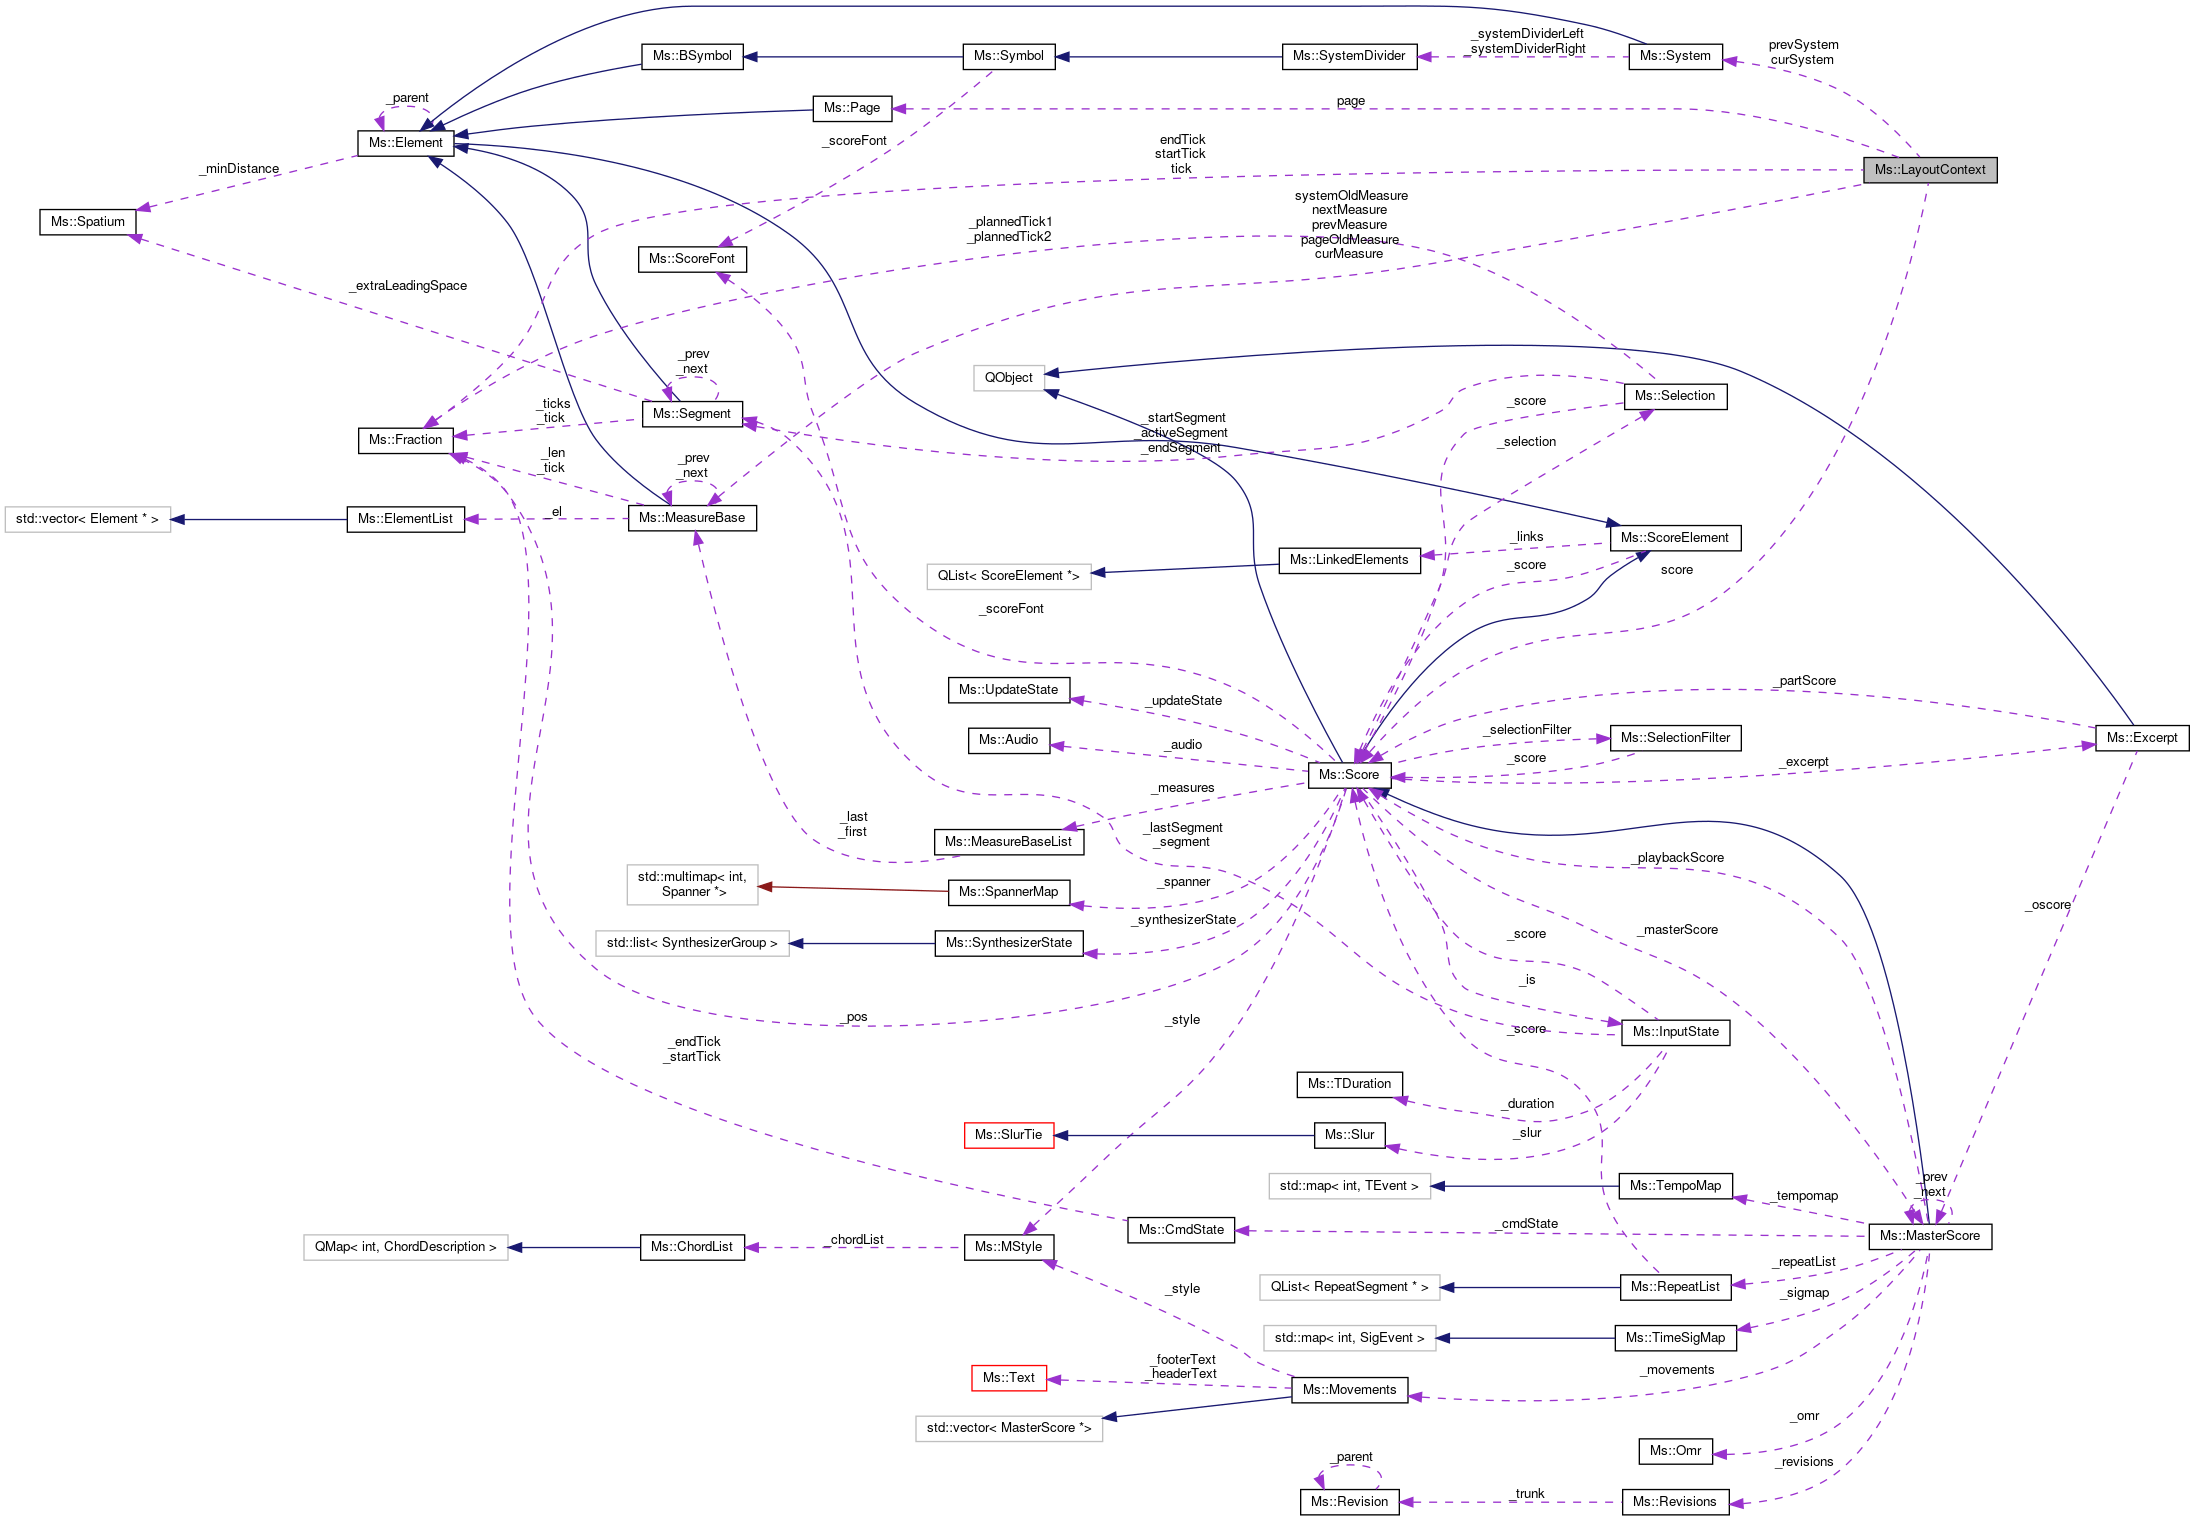 _systemDividerLeft
_systemDividerRight
prevSystem
curSystem
Ms::BSymbol
Ms::Symbol
Ms::SystemDivider
Ms::System
_parent
Ms::Page
page
Ms::Element
_scoreFont
endTick
startTick
tick
Ms::LayoutContext
_minDistance
Ms::Spatium
_plannedTick1
_plannedTick2
systemOldMeasure
nextMeasure
prevMeasure
pageOldMeasure
curMeasure
Ms::ScoreFont
_extraLeadingSpace
_prev
_next
QObject
Ms::Selection
_ticks
_tick
Ms::Segment
_startSegment
_activeSegment
_endSegment
_score
_selection
Ms::Fraction
_len
_tick
_prev
_next
std::vector< Element * >
Ms::ElementList
_el
Ms::MeasureBase
_links
Ms::ScoreElement
QList< ScoreElement *>
Ms::LinkedElements
_score
score
_scoreFont
Ms::UpdateState
_updateState
_partScore
Ms::Audio
_audio
_selectionFilter
Ms::SelectionFilter
Ms::Excerpt
_score
_excerpt
Ms::Score
_measures
_last
_first
Ms::MeasureBaseList
_lastSegment
_segment
_playbackScore
std::multimap< int,
Spanner *>
Ms::SpannerMap
_spanner
_synthesizerState
_oscore
std::list< SynthesizerGroup >
Ms::SynthesizerState
_score
_masterScore
_is
_pos
_style
_score
Ms::InputState
_endTick
_startTick
Ms::TDuration
_duration
Ms::SlurTie
Ms::Slur
_slur
std::map< int, TEvent >
Ms::TempoMap
_tempomap
_prev
_next
Ms::CmdState
_cmdState
Ms::MasterScore
QMap< int, ChordDescription >
Ms::ChordList
_chordList
Ms::MStyle
_repeatList
QList< RepeatSegment * >
Ms::RepeatList
_style
_sigmap
std::map< int, SigEvent >
Ms::TimeSigMap
Ms::Text
_footerText
_headerText
Ms::Movements
_movements
std::vector< MasterScore *>
_omr
Ms::Omr
_parent
_revisions
Ms::Revision
_trunk
Ms::Revisions